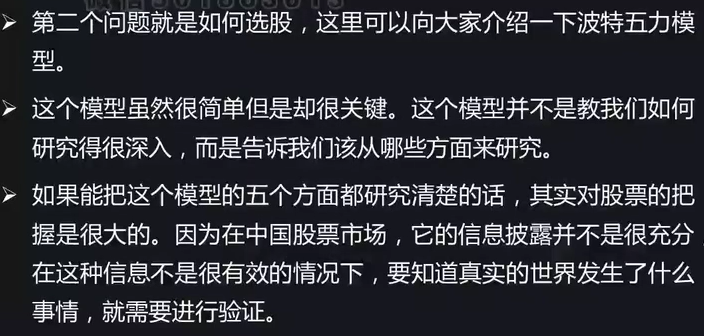 ➢ 第二个问题就是如何选股，这里可以向大家介绍一下波特五力模
型。
➢ 这个模型虽然很简单但是却很关键。这个模型并不是教我们如何
研究得很深入，而是告诉我们该从哪些方面来研究。
➢ 如果能把这个模型的五个方面都研究清楚的话，其实对股票的把
握是很大的。因为在中国股票市场，它的信息披露并不是很充分，
在这种信息不是很有效的情况下，要知道真实的世界发生了什么
事情，就需要进行验证。